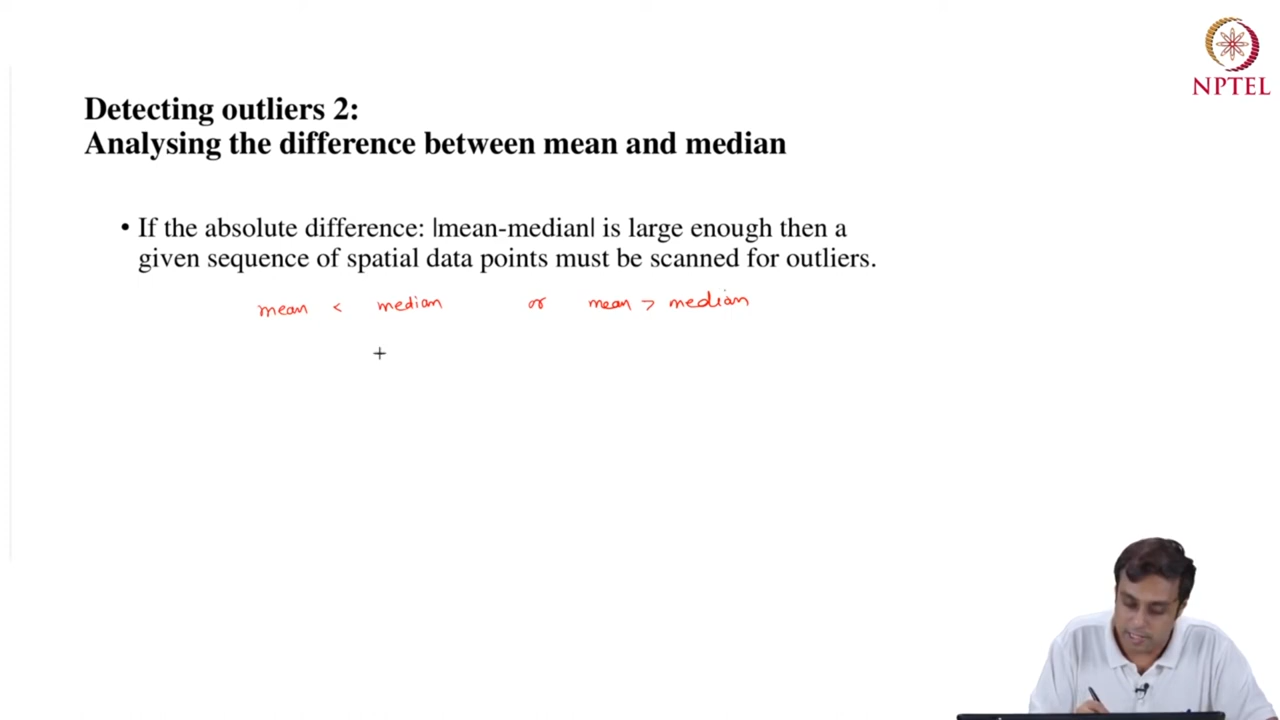 NPTEL
Detecting outliers 2:
Analysing the difference between mean and median
• If the absolute difference: |mean-median| is large enough then a
given sequence of spatial data points must be scanned for outliers.
mean < median or mean > median